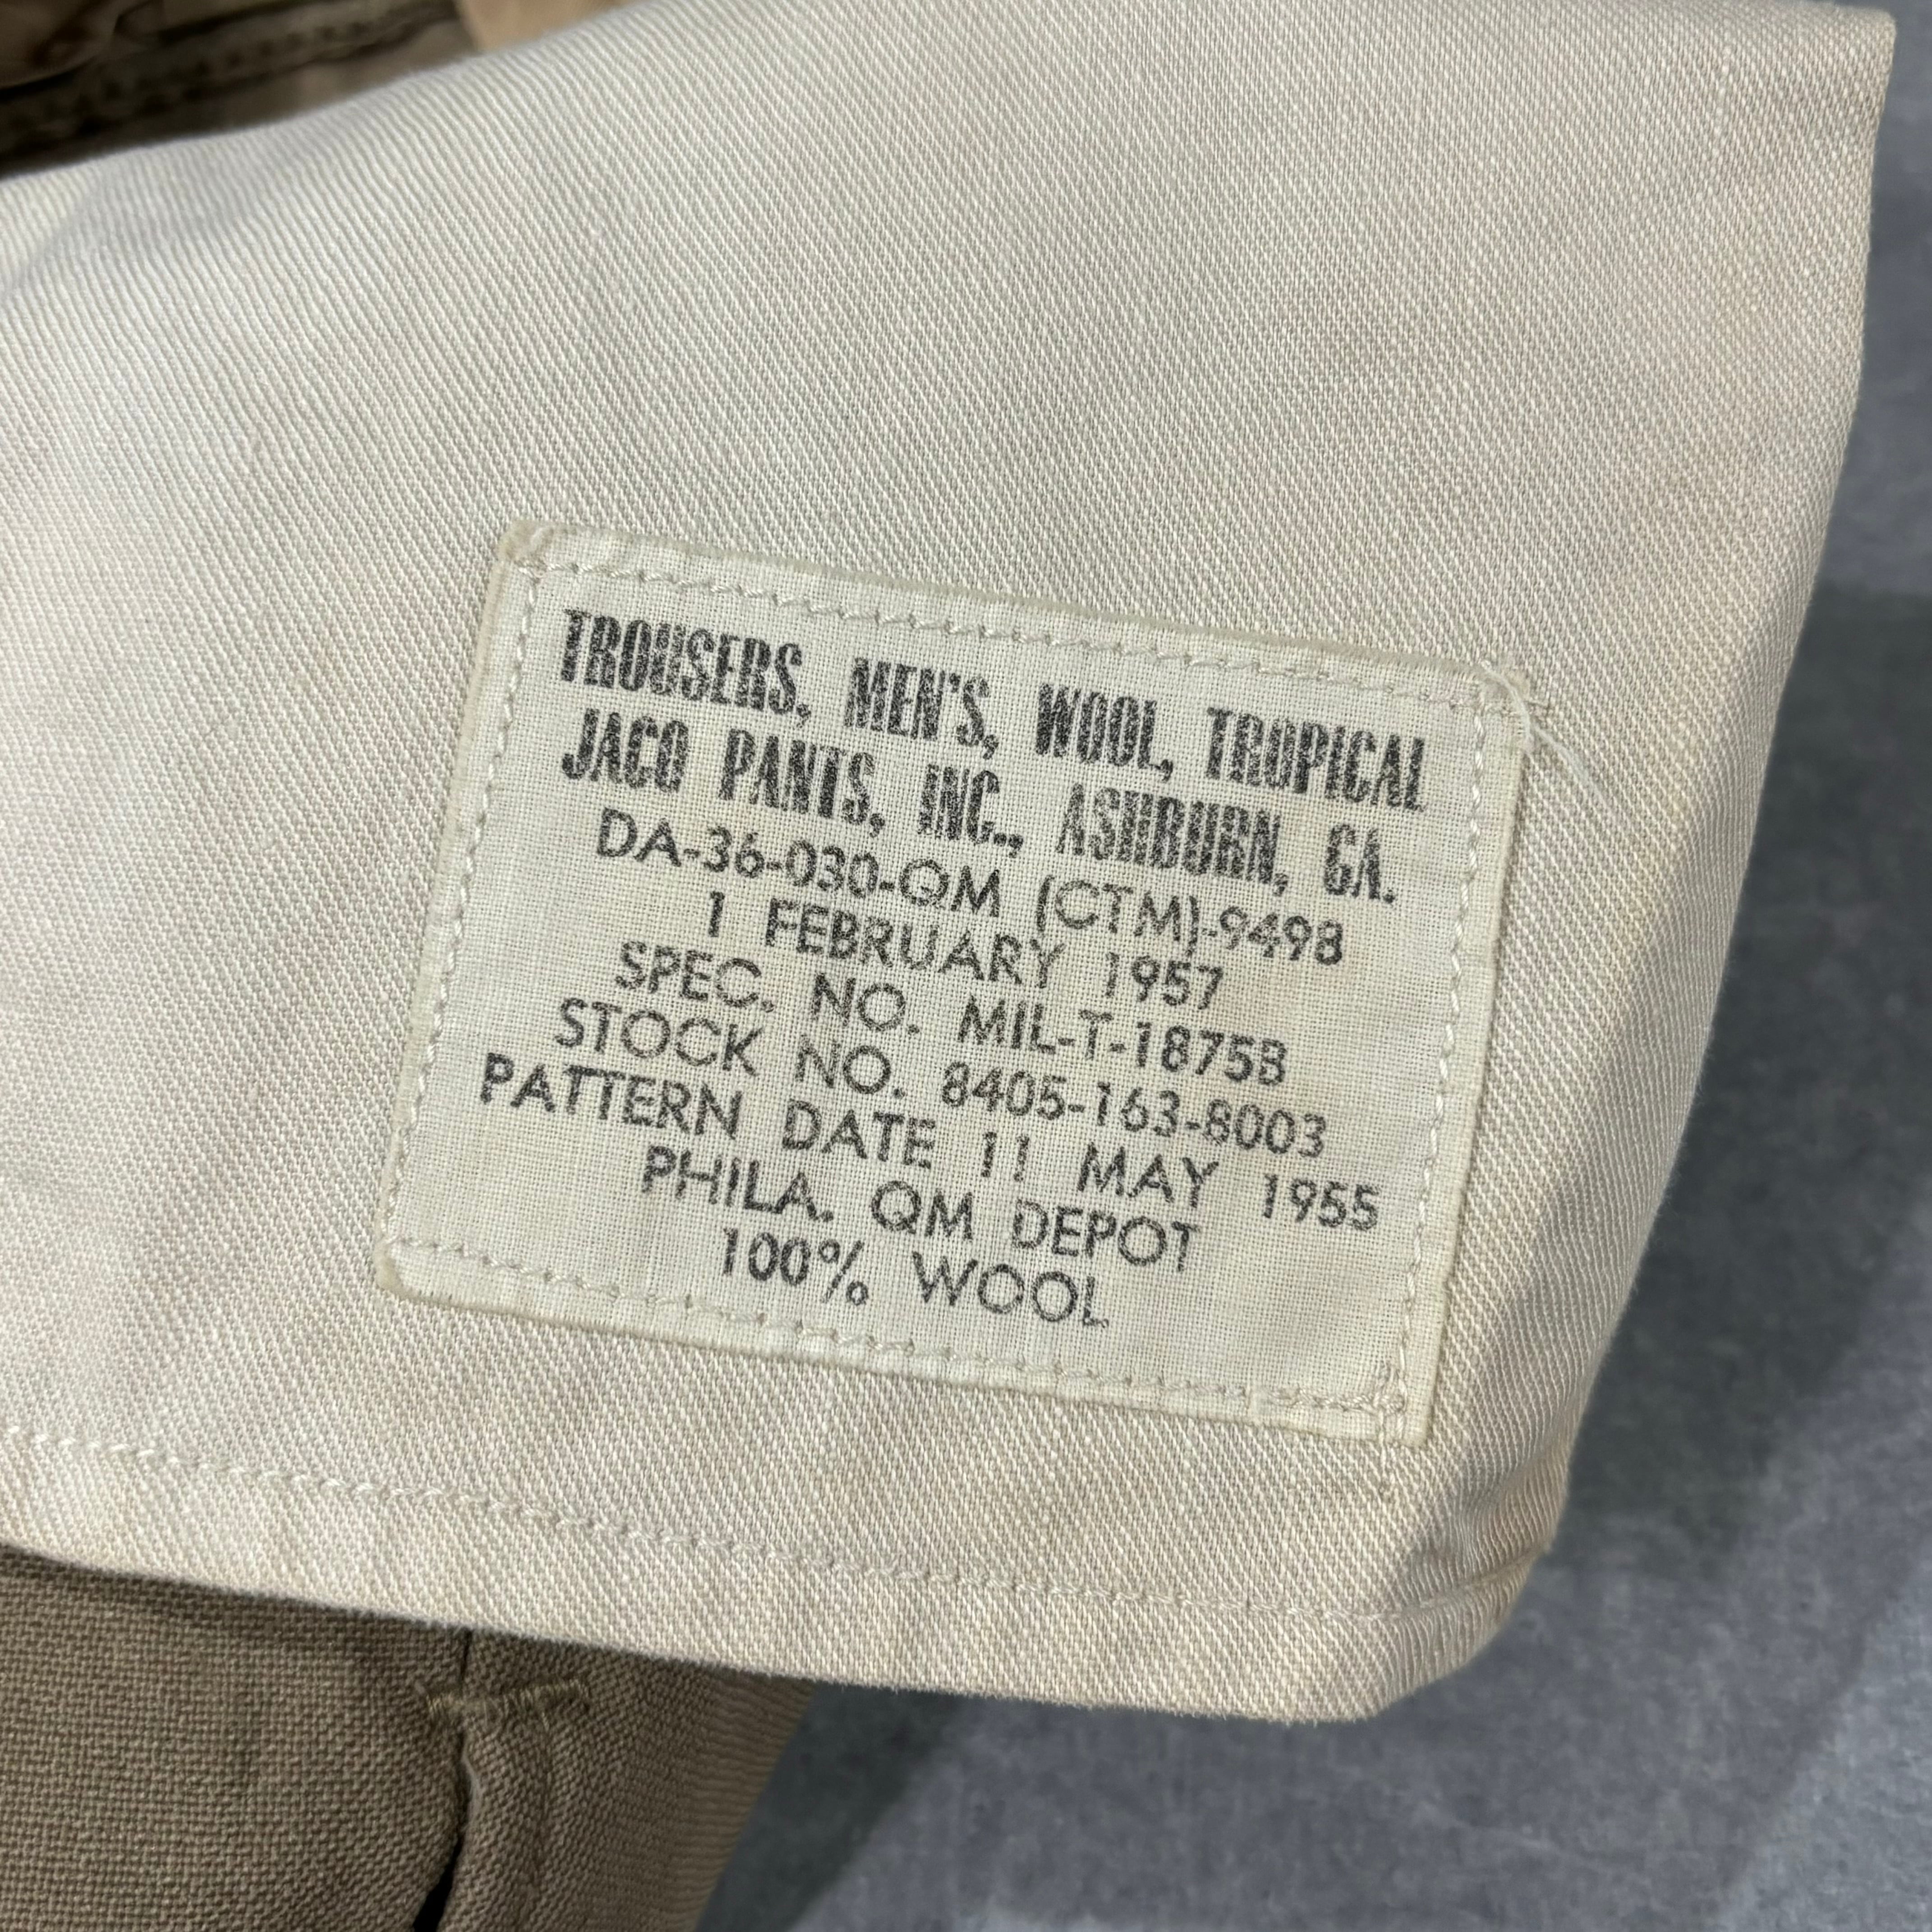 TROUSERS, MEN'S, WOOL, TROPICAL
JACO PANTS, INC., ASHBURN, GA.
DA-36-030-QM (CTM)-9498
1 FEBRUARY 1957
SPEC. NO. MIL-T-1875B
STOCK NO. 8405-163-8003
PATTERN DATE 11 MAY 1955
PHILA. QM DEPOT
100% WOOL